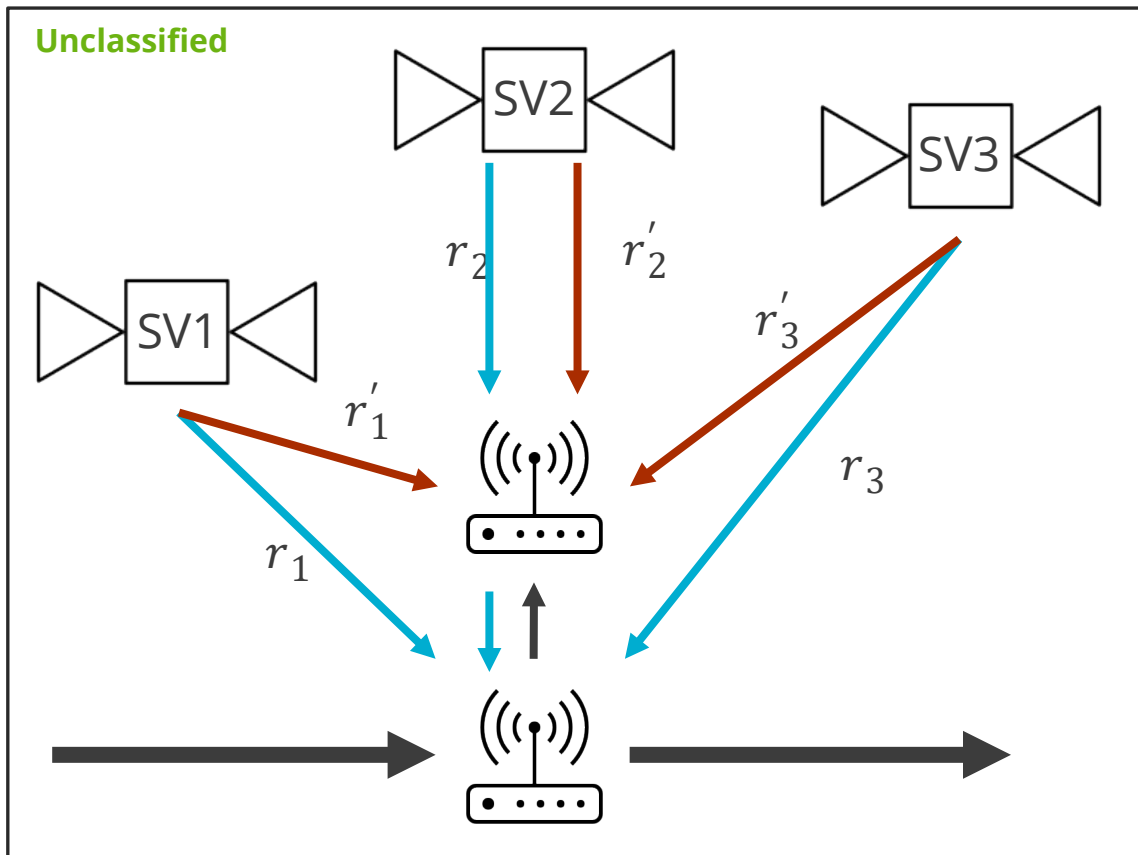 Unclassified
SV2
SV3
r₂
r′₂
SV1
r′₃
r′₁
r₃
r₁